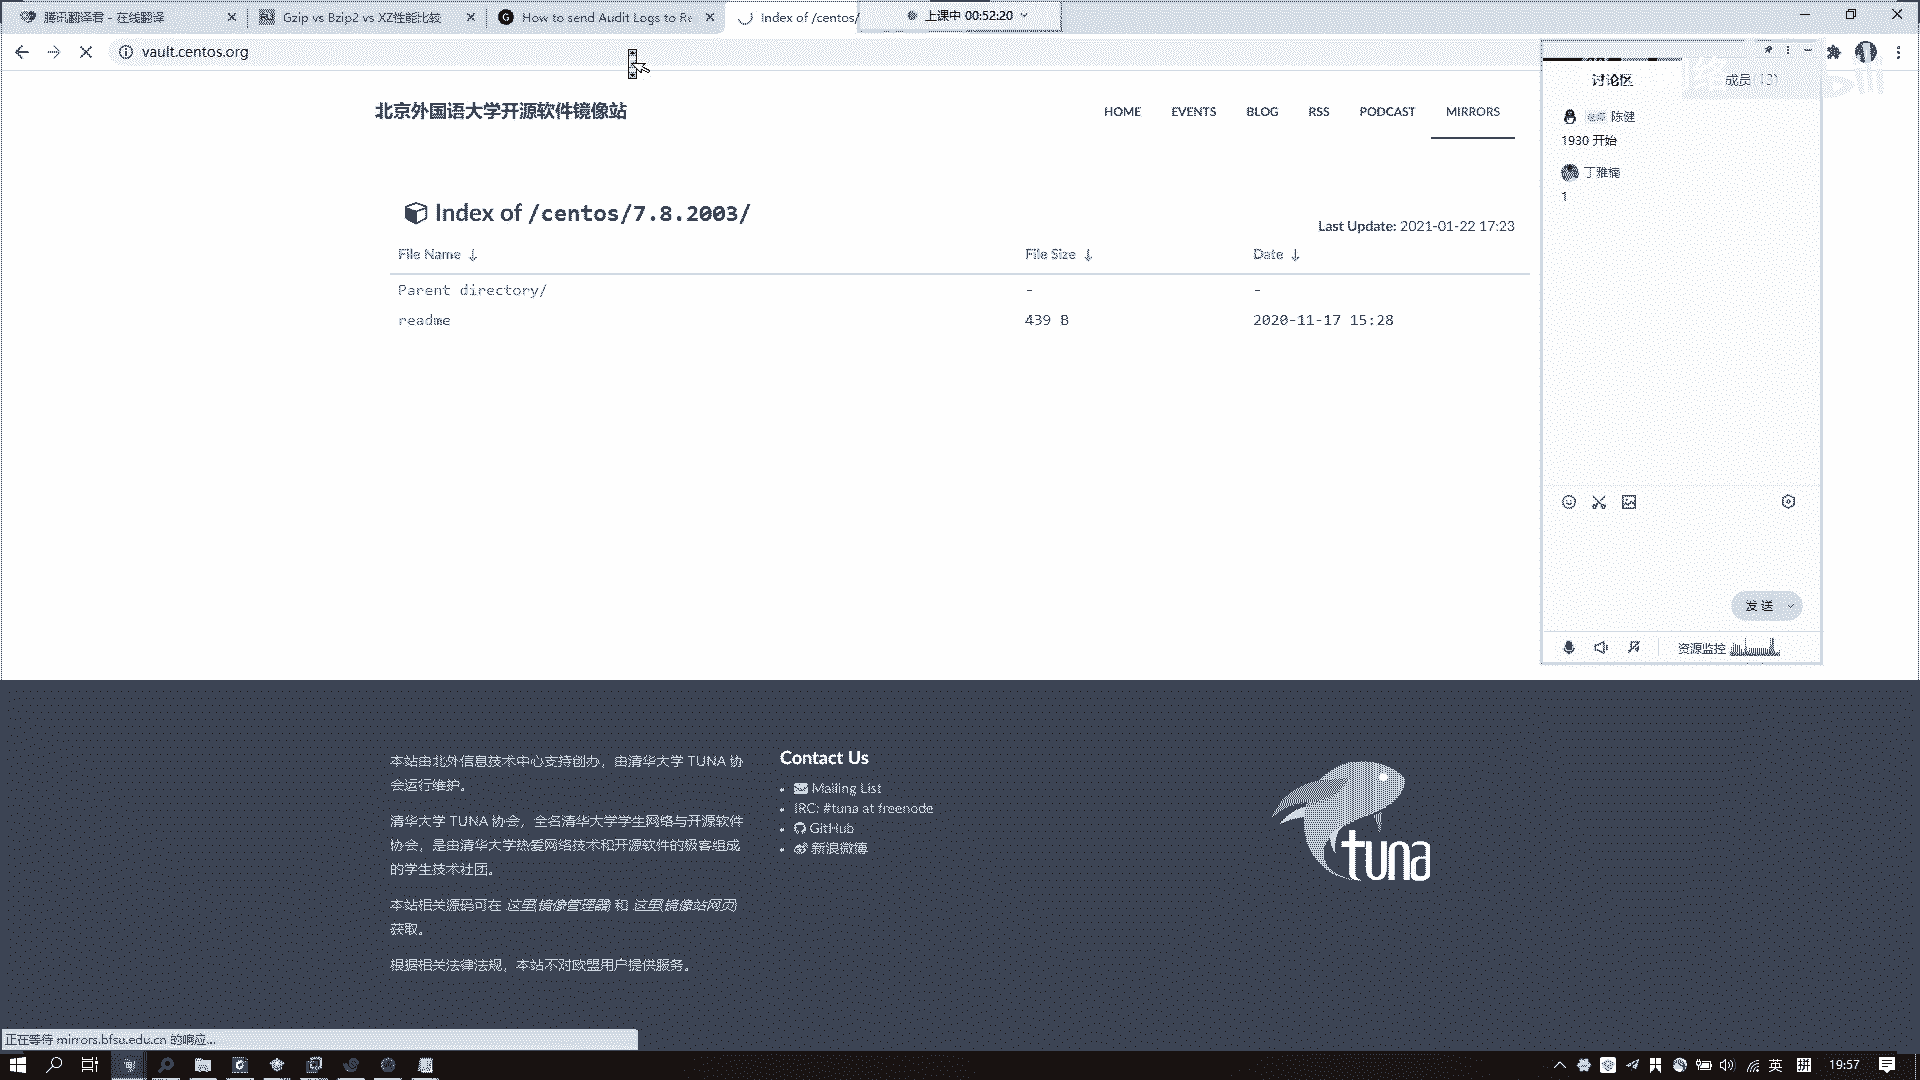 腾讯翻译君 - 在线翻译
Gzip vs Bzip2 vs XZ性能比较
How to send Audit Logs to Re
Index of /centos/
上课中 00:52:20
vault.centos.org
北京外国语大学开源软件镜像站
HOME
EVENTS
BLOG
RSS
PODCAST
MIRRORS
Index of /centos/7.8.2003/
Last Update: 2021-01-22 17:23
File Name ↓
File Size ↓
Date ↓
Parent directory/
-
-
readme
439 B
2020-11-17 15:28
讨论区
成员
陈健
1930 开始
丁雅楠
1
发送
资源监控
本站由北外信息技术中心支持创办，由清华大学 TUNA 协
会运行维护。
清华大学 TUNA 协会，全名清华大学学生网络与开源软件
协会，是由清华大学热爱网络技术和开源软件的极客组成
的学生技术社团。
本站相关源码可在 这里(镜像管理器) 和 这里(镜像站网页)
获取。
根据相关法律法规，本站不对欧盟用户提供服务。
Contact Us
Mailing List
IRC: #tuna at freenode
GitHub
新浪微博
tuna
正在等待 mirrors.bfsu.edu.cn 的响应...
英
拼
19:57